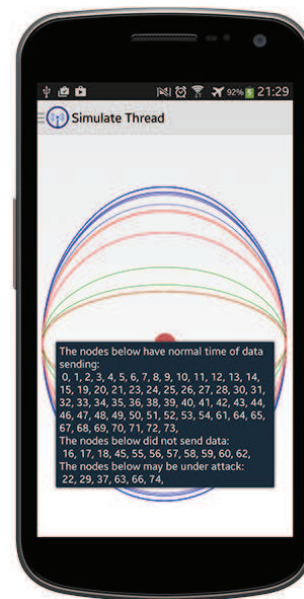 92% 21:29
Simulate Thread
The nodes below have normal time of data
sending:
0, 1, 2, 3, 4, 5, 6, 7, 8, 9, 10, 11, 12, 13, 14,
15, 19, 20, 21, 23, 24, 25, 26, 27, 28, 30, 31,
32, 33, 34, 35, 36, 38, 39, 40, 41, 42, 43, 44,
46, 47, 48, 49, 50, 51, 52, 53, 54, 61, 64, 65,
67, 68, 69, 70, 71, 72, 73,
The nodes below did not send data:
16, 17, 18, 45, 55, 56, 57, 58, 59, 60, 62,
The nodes below may be under attack:
22, 29, 37, 63, 66, 74,